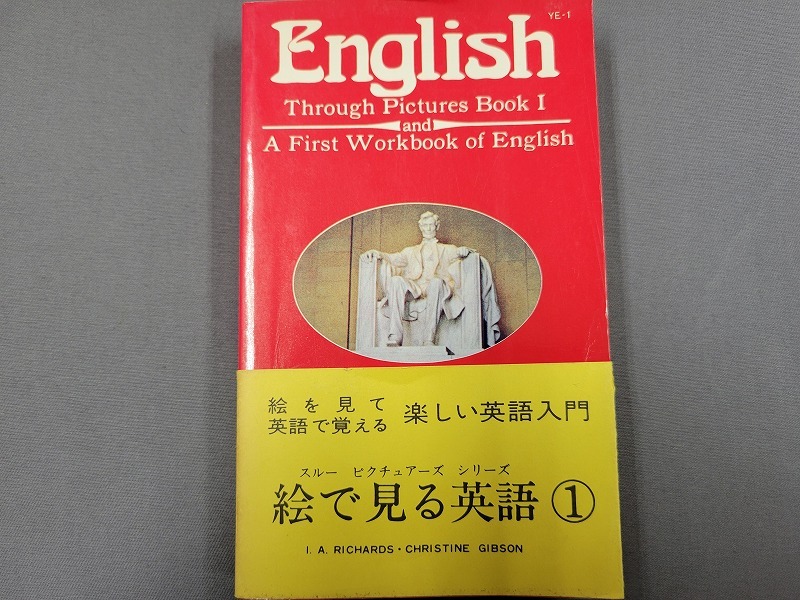 YE-1
English
Through Pictures Book I
and
A First Workbook of English
絵を見て
英語で覚える
楽しい英語入門
スルー ピクチュアーズ シリーズ
絵で見る英語①
I. A. RICHARDS・CHRISTINE GIBSON